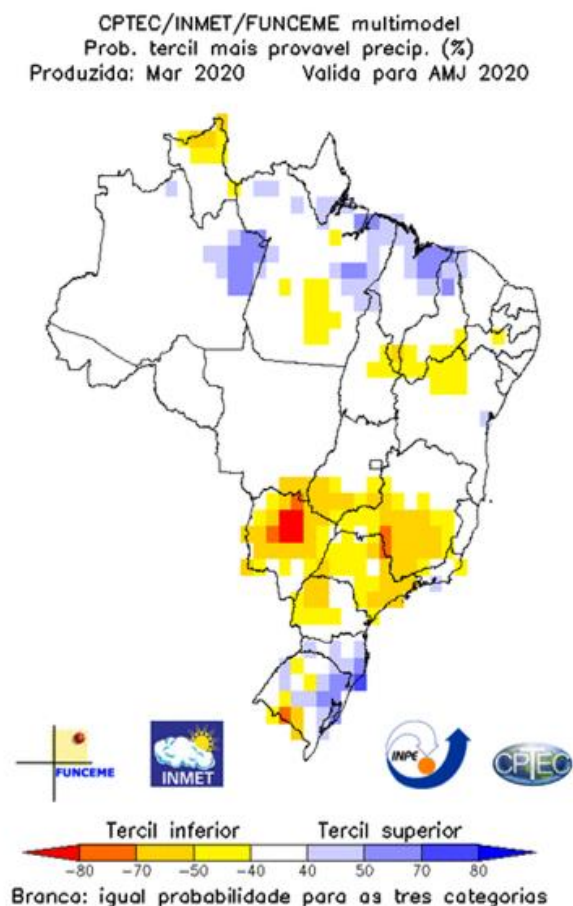 CPTEC/INMET/FUNCEME multimodel
Prob. tercil mais provavel precip. (%)
Produzida: Mar 2020 Valida para AMJ 2020
FUNCEME
INMET
INPE
CPTEC
Tercil inferior Tercil superior
-80 -70 -50 -40 40 50 70 80
Branca: igual probabilidade para as tres categorias